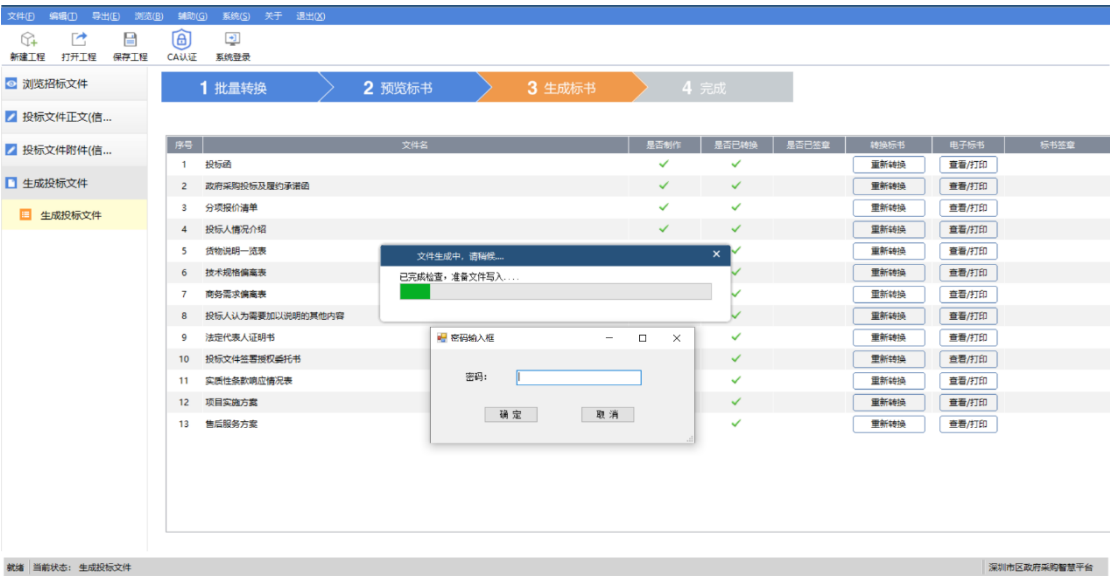 文件(F) 编辑(I) 导出(E) 浏览(B) 辅助(G) 系统(S) 关于 退出(X)
新建工程 打开工程 保存工程 CA认证 系统登录
浏览招标文件
投标文件正文(信...
投标文件附件(信...
生成投标文件
生成投标文件
1 批量转换 2 预览标书 3 生成标书 4 完成
序号 文件名 是否制作 是否已转换 是否已签章 转换标书 电子标书 标书签章
1 投标函 重新转换 查看/打印
2 政府采购投标及履约承诺函 重新转换 查看/打印
3 分项报价清单 重新转换 查看/打印
4 投标人情况介绍 重新转换 查看/打印
5 货物说明一览表 重新转换 查看/打印
6 技术规格偏离表 重新转换 查看/打印
7 商务需求偏离表 重新转换 查看/打印
8 投标人认为需要加以说明的其他内容 重新转换 查看/打印
9 法定代表人证明书 重新转换 查看/打印
10 投标文件签署授权委托书 重新转换 查看/打印
11 实质性条款响应情况表 重新转换 查看/打印
12 项目实施方案 重新转换 查看/打印
13 售后服务方案 重新转换 查看/打印
文件生成中, 请稍候....
已完成检查，准备文件写入....
密码输入框
密码:
确定 取消
就绪 当前状态: 生成投标文件 深圳市区政府采购智慧平台